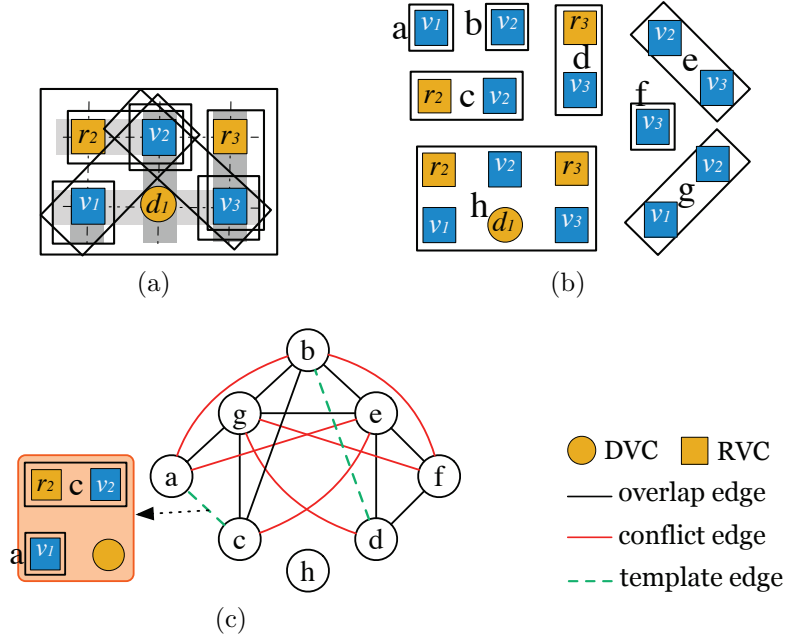 r2 v2 r3
v1 d1 v3
(a)
a v1 b v2 r3 d v3 v2 e v3
r2 c v2 f v3
r2 v2 r3 v2
v1 h d1 v3 v1 g
(b)
b
g e
a f
c d
h
r2 c v2
a v1
(c)
DVC RVC
overlap edge
conflict edge
template edge